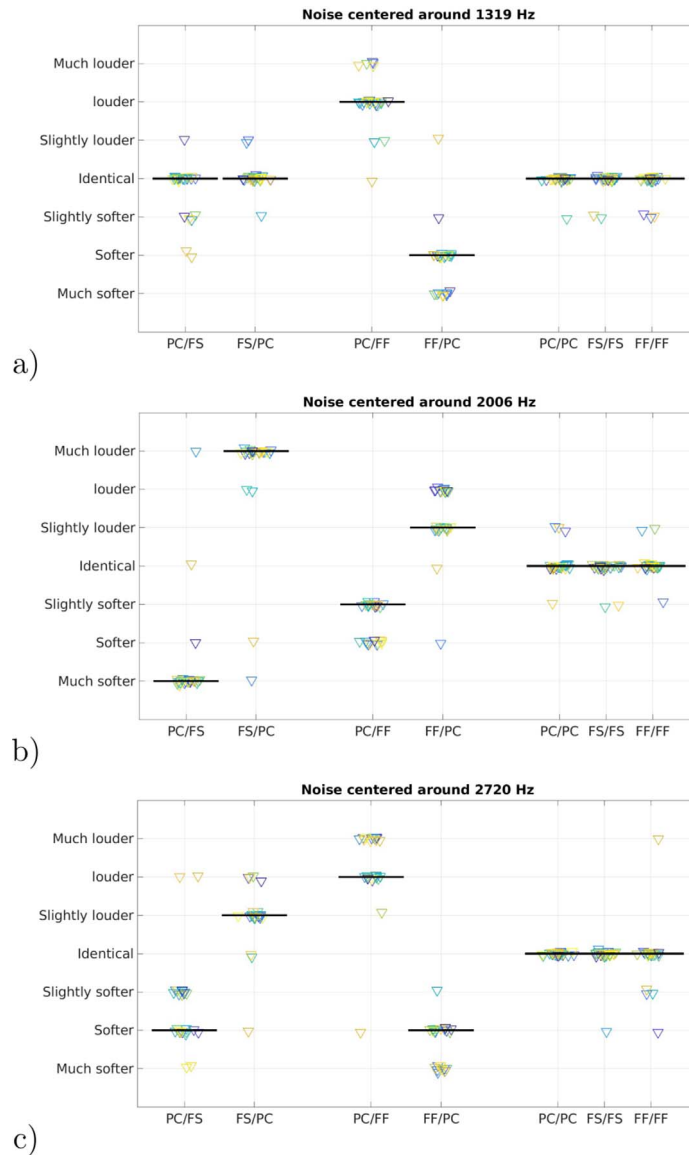 Noise centered around 1319 Hz
Much louder
louder
Slightly louder
Identical
Slightly softer
Softer
Much softer
PC/FS FS/PC PC/FF FF/PC PC/PC FS/FS FF/FF
a)
Noise centered around 2006 Hz
Much louder
louder
Slightly louder
Identical
Slightly softer
Softer
Much softer
PC/FS FS/PC PC/FF FF/PC PC/PC FS/FS FF/FF
b)
Noise centered around 2720 Hz
Much louder
louder
Slightly louder
Identical
Slightly softer
Softer
Much softer
PC/FS FS/PC PC/FF FF/PC PC/PC FS/FS FF/FF
c)